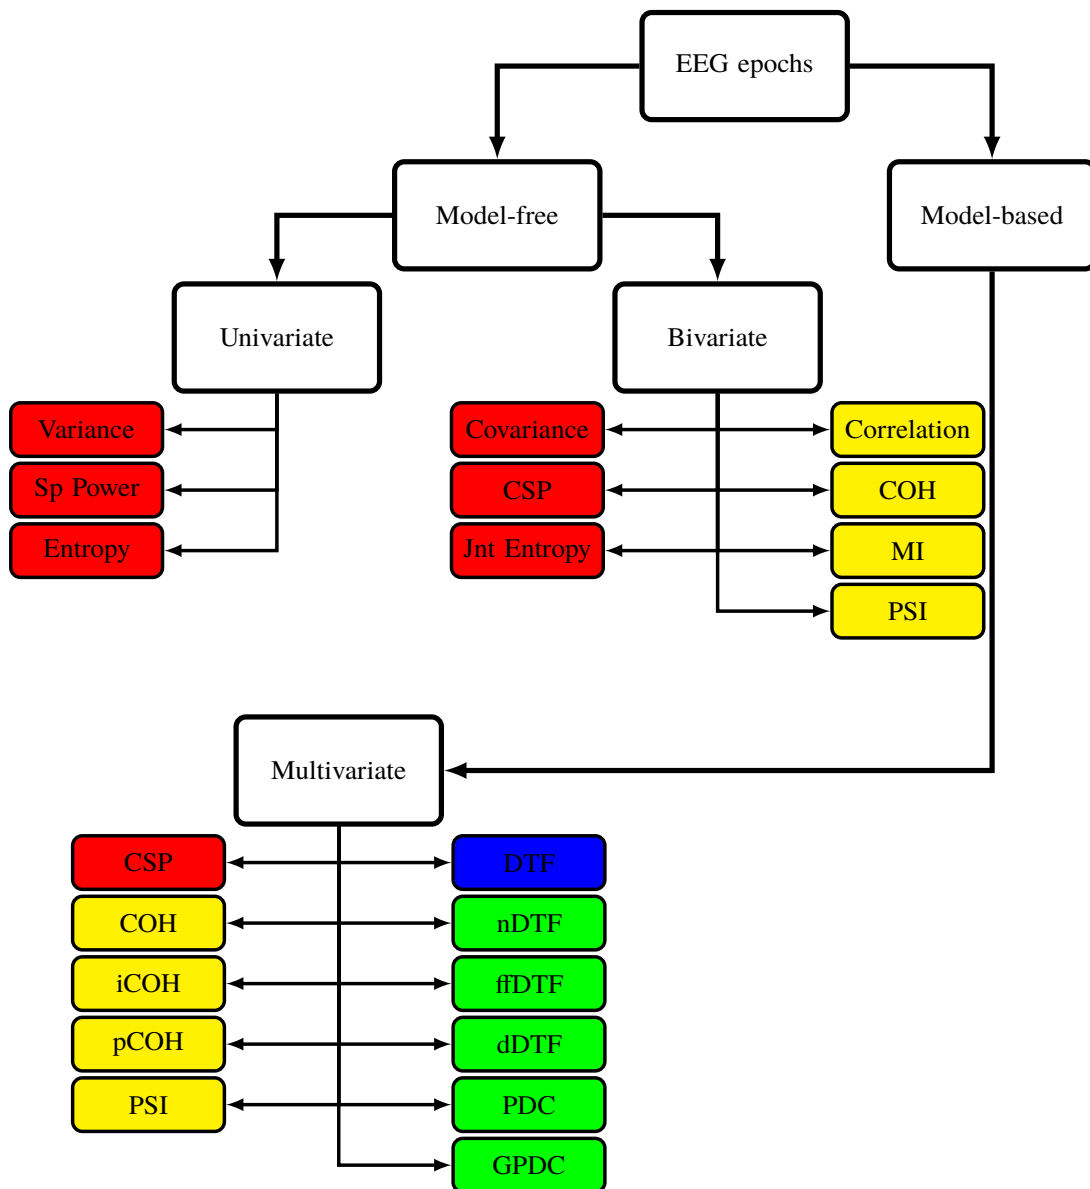 EEG epochs
Model-free
Model-based
Univariate
Bivariate
Variance
Covariance
Correlation
Sp Power
CSP
COH
Entropy
Jnt Entropy
MI
PSI
Multivariate
CSP
DTF
COH
nDTF
iCOH
ffDTF
pCOH
dDTF
PSI
PDC
GPDC